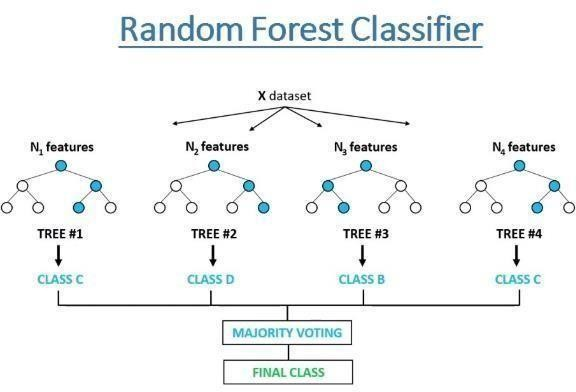 Random Forest Classifier
X dataset
N1 features
N2 features
N3 features
N4 features
TREE #1
TREE #2
TREE #3
TREE #4
CLASS C
CLASS D
CLASS B
CLASS C
MAJORITY VOTING
FINAL CLASS